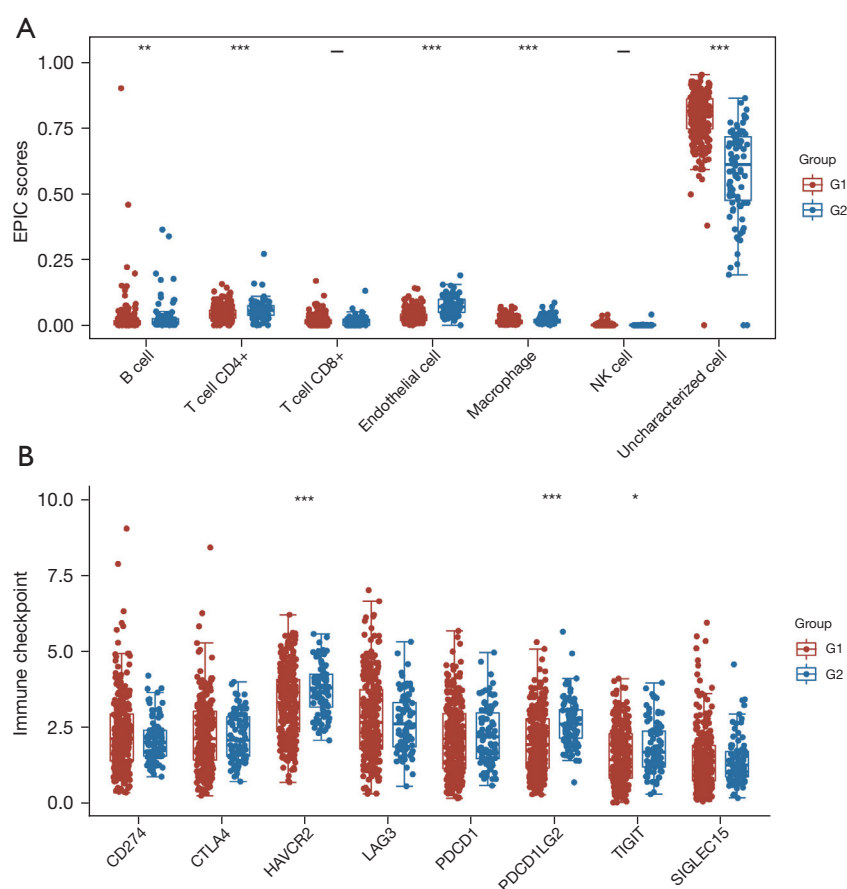 A
** *** – *** *** – ***
1.00
0.75
0.50
0.25
0.00
EPIC scores
B cell
T cell CD4+
T cell CD8+
Endothelial cell
Macrophage
NK cell
Uncharacterized cell
Group
G1
G2
B
*** *** *
10.0
7.5
5.0
2.5
0.0
Immune checkpoint
CD274
CTLA4
HAVCR2
LAG3
PDCD1
PDCD1LG2
TIGIT
SIGLEC15
Group
G1
G2